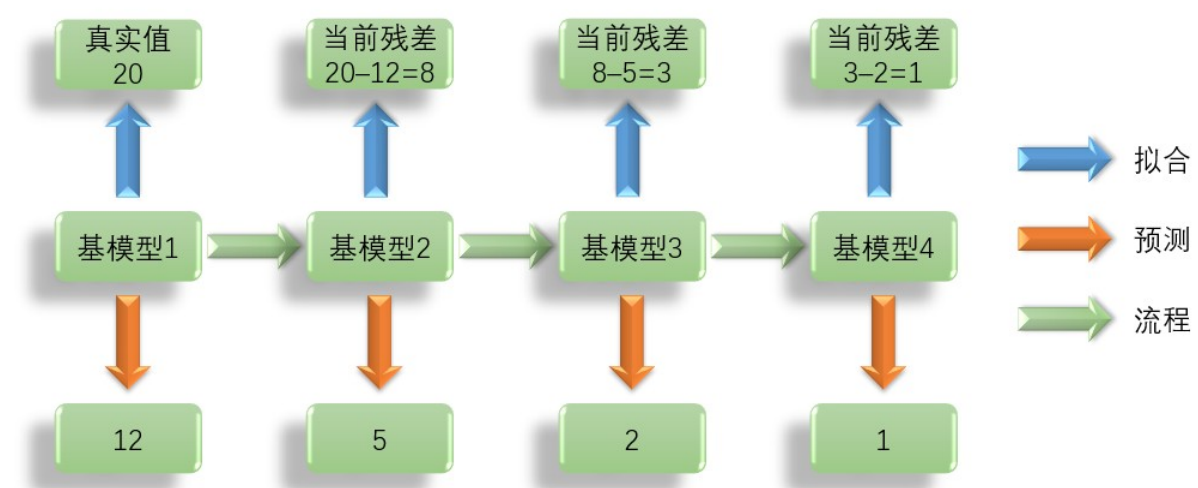 真实值
20
当前残差
20–12=8
当前残差
8–5=3
当前残差
3–2=1
拟合
基模型1
基模型2
基模型3
基模型4
预测
流程
12
5
2
1